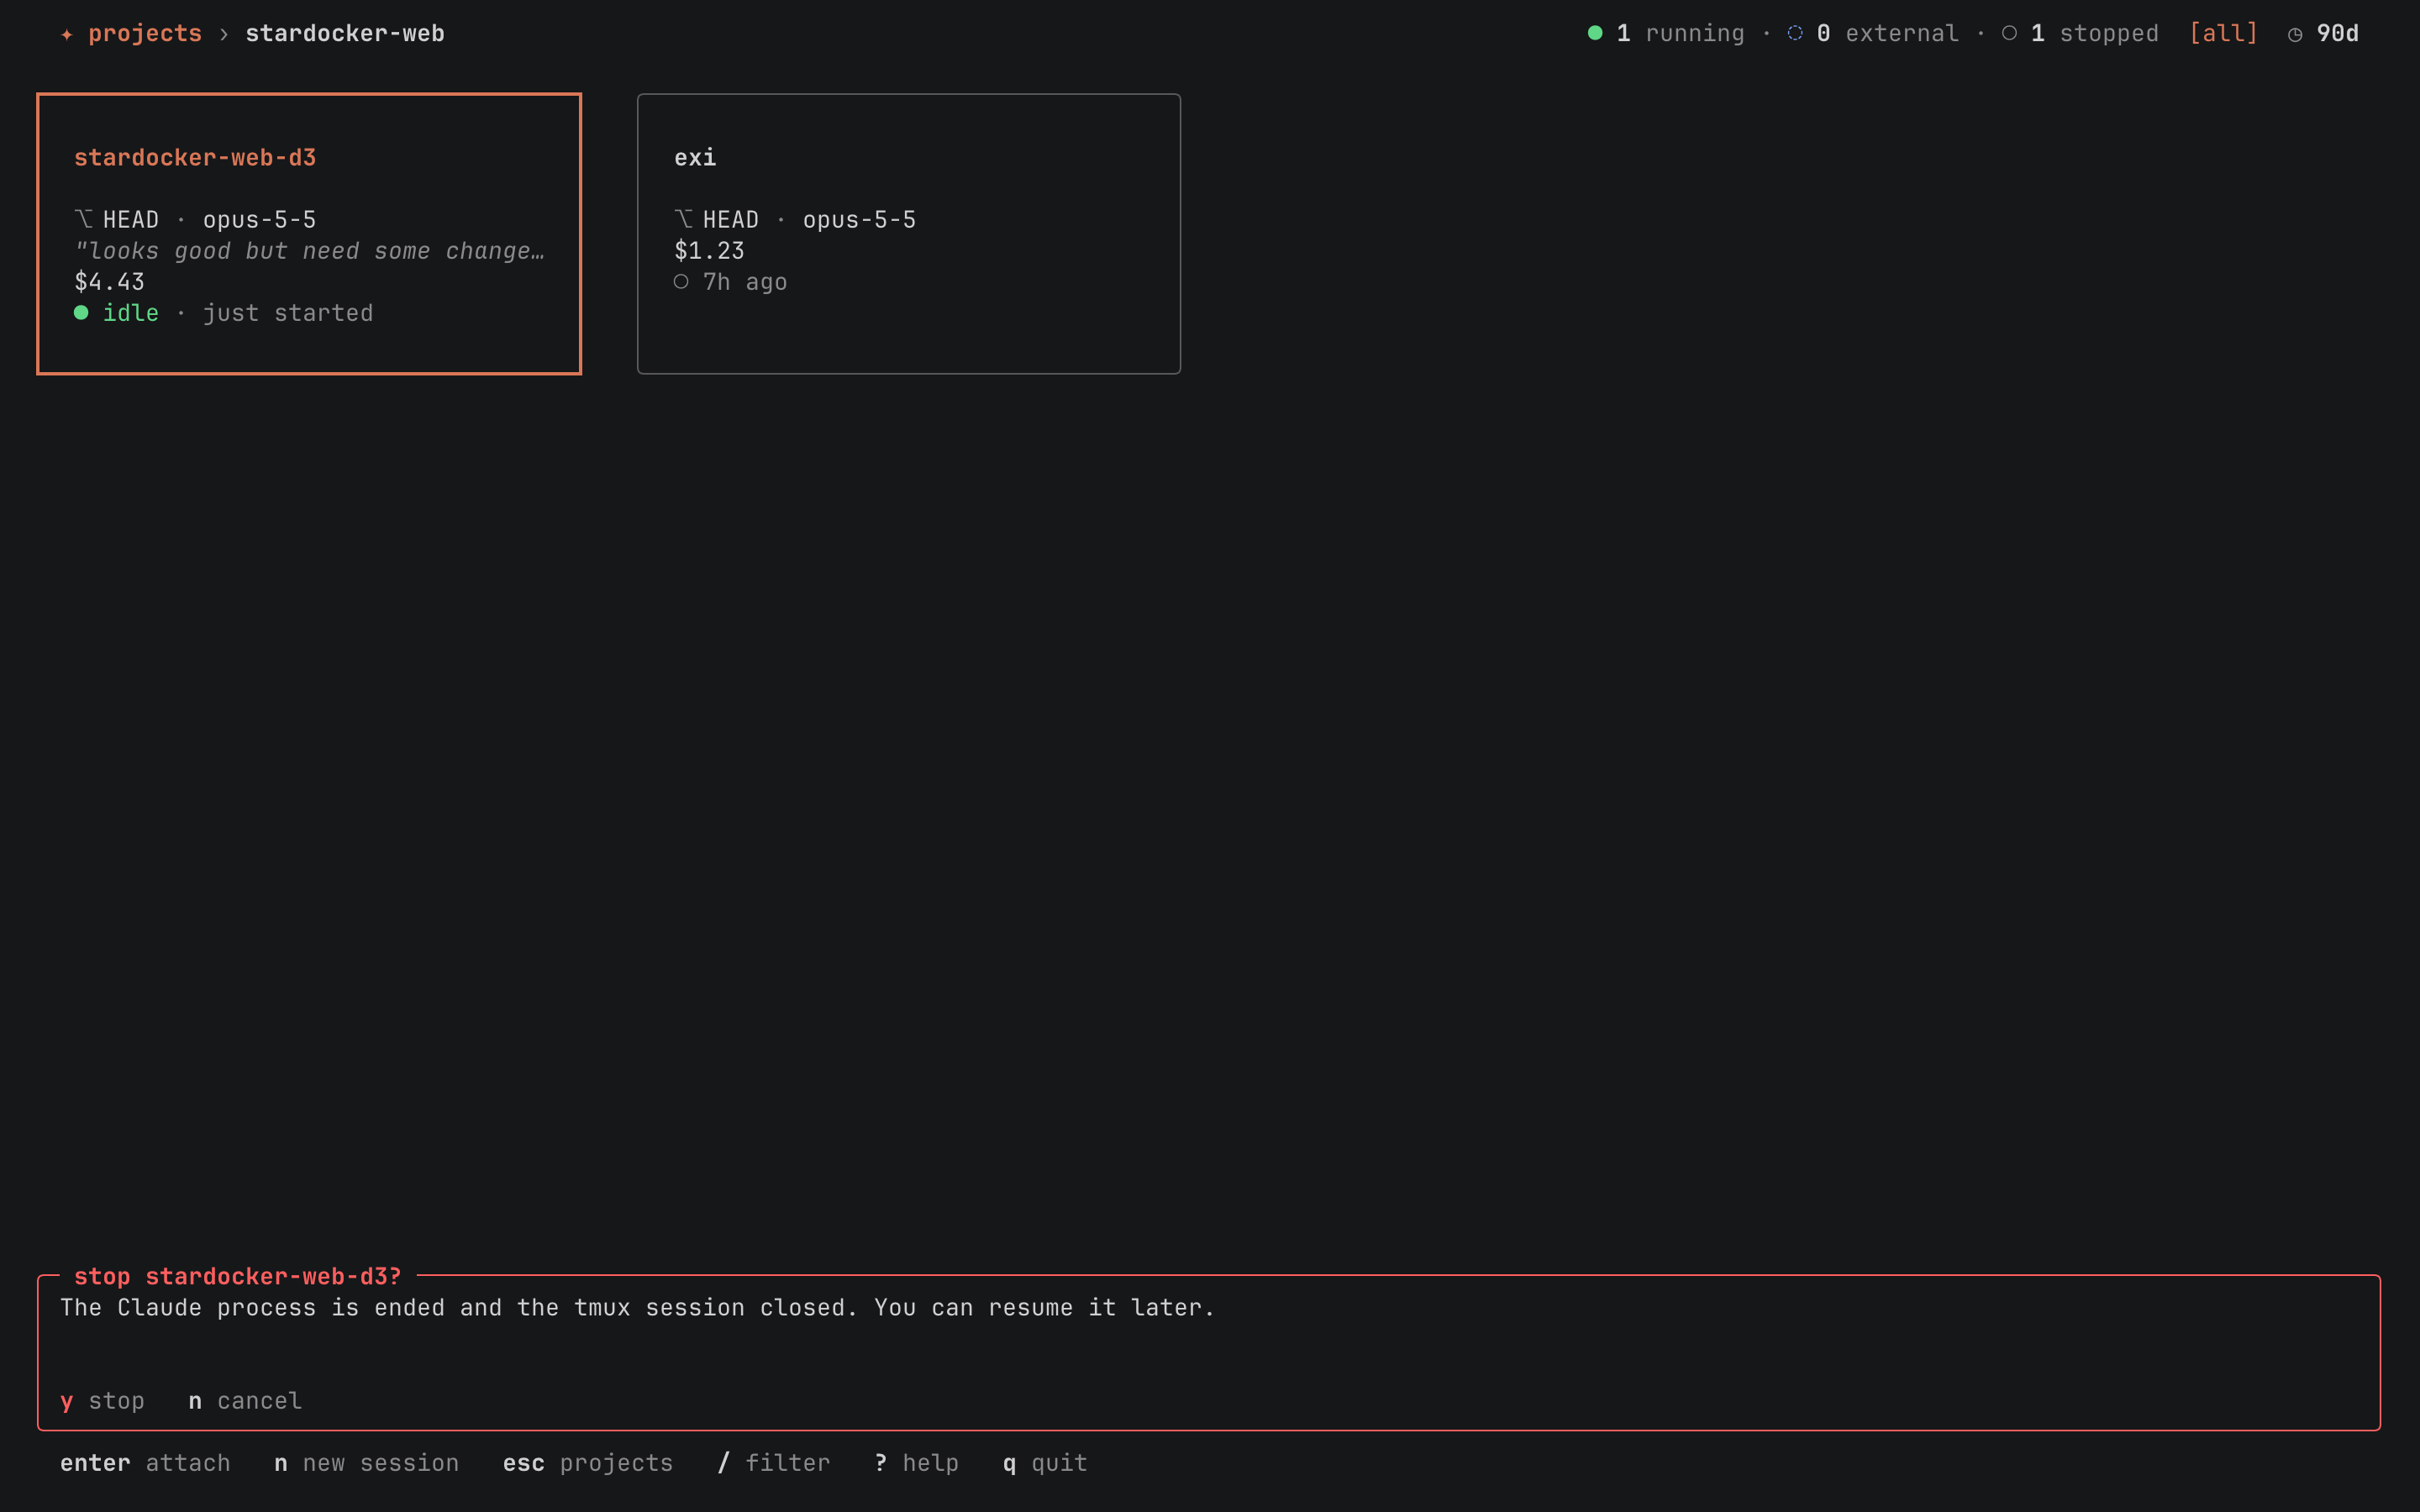 ✦ projects › stardocker-web
● 1 running · ◌ 0 external · ○ 1 stopped [all] ◷ 90d
stardocker-web-d3
⌥ HEAD · opus-5-5
"looks good but need some change…
$4.43
● idle · just started
exi
⌥ HEAD · opus-5-5
$1.23
○ 7h ago
stop stardocker-web-d3?
The Claude process is ended and the tmux session closed. You can resume it later.
y stop n cancel
enter attach n new session esc projects / filter ? help q quit